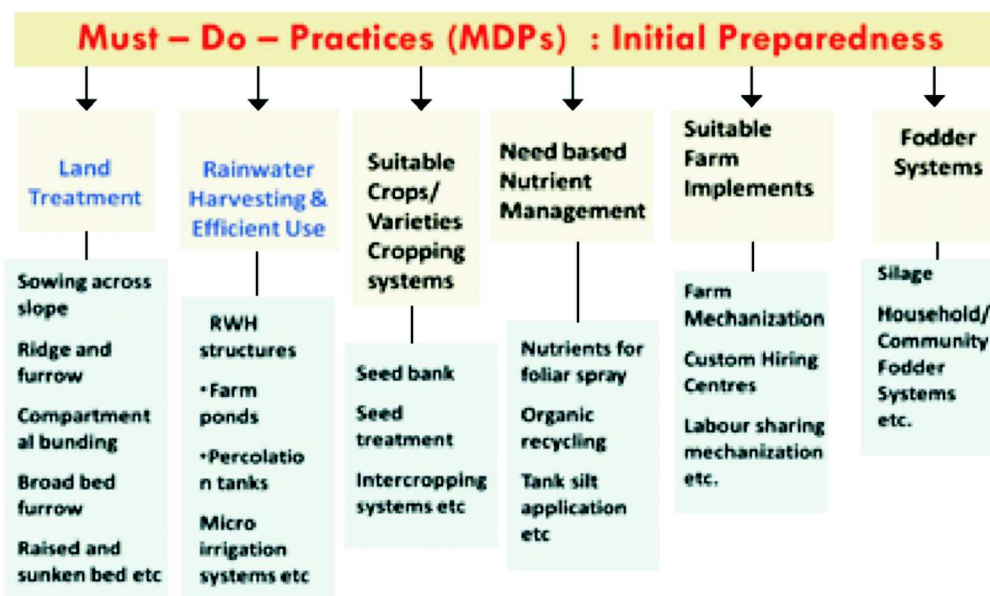 Must – Do – Practices (MDPs) : Initial Preparedness
Land
Treatment
Sowing across
slope
Ridge and
furrow
Compartment
al bunding
Broad bed
furrow
Raised and
sunken bed etc
Rainwater
Harvesting &
Efficient Use
RWH
structures
•Farm
ponds
•Percolatio
n tanks
Micro
irrigation
systems etc
Suitable
Crops/
Varieties
Cropping
systems
Seed bank
Seed
treatment
Intercropping
systems etc
Need based
Nutrient
Management
Nutrients for
foliar spray
Organic
recycling
Tank silt
application
etc
Suitable
Farm
Implements
Farm
Mechanization
Custom Hiring
Centres
Labour sharing
mechanization
etc.
Fodder
Systems
Silage
Household/
Community
Fodder
Systems
etc.